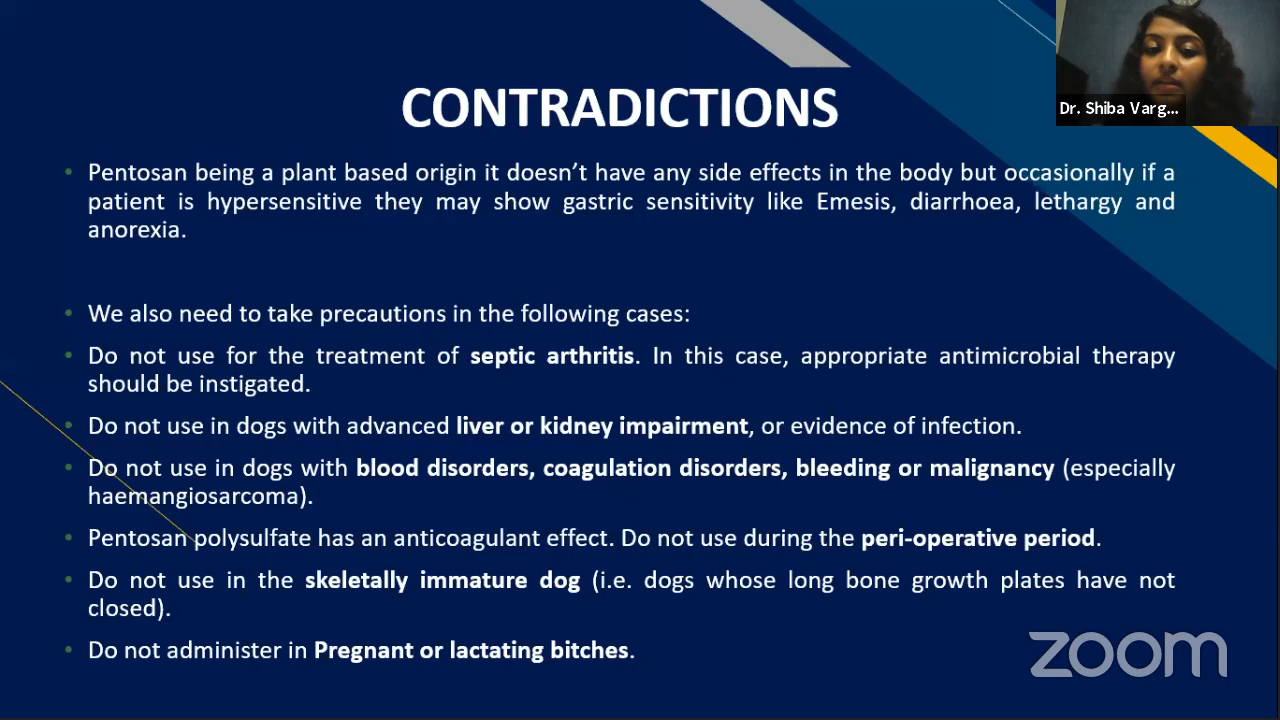 Dr. Shiba Varg...
CONTRADICTIONS
• Pentosan being a plant based origin it doesn’t have any side effects in the body but occasionally if a
patient is hypersensitive they may show gastric sensitivity like Emesis, diarrhoea, lethargy and
anorexia.
• We also need to take precautions in the following cases:
• Do not use for the treatment of septic arthritis. In this case, appropriate antimicrobial therapy
should be instigated.
• Do not use in dogs with advanced liver or kidney impairment, or evidence of infection.
• Do not use in dogs with blood disorders, coagulation disorders, bleeding or malignancy (especially
haemangiosarcoma).
• Pentosan polysulfate has an anticoagulant effect. Do not use during the peri-operative period.
• Do not use in the skeletally immature dog (i.e. dogs whose long bone growth plates have not
closed).
• Do not administer in Pregnant or lactating bitches.
zoom